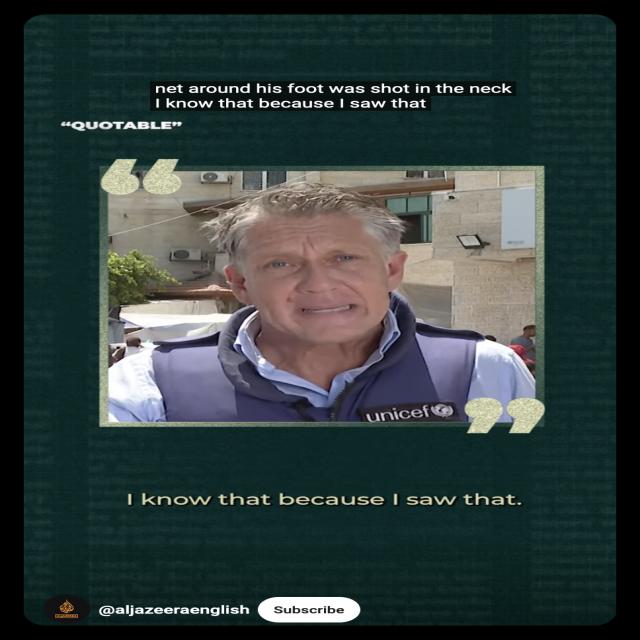 net around his foot was shot in the neck
I know that because I saw that
“QUOTABLE”
unicef
I know that because I saw that.
@aljazeeraenglish
Subscribe